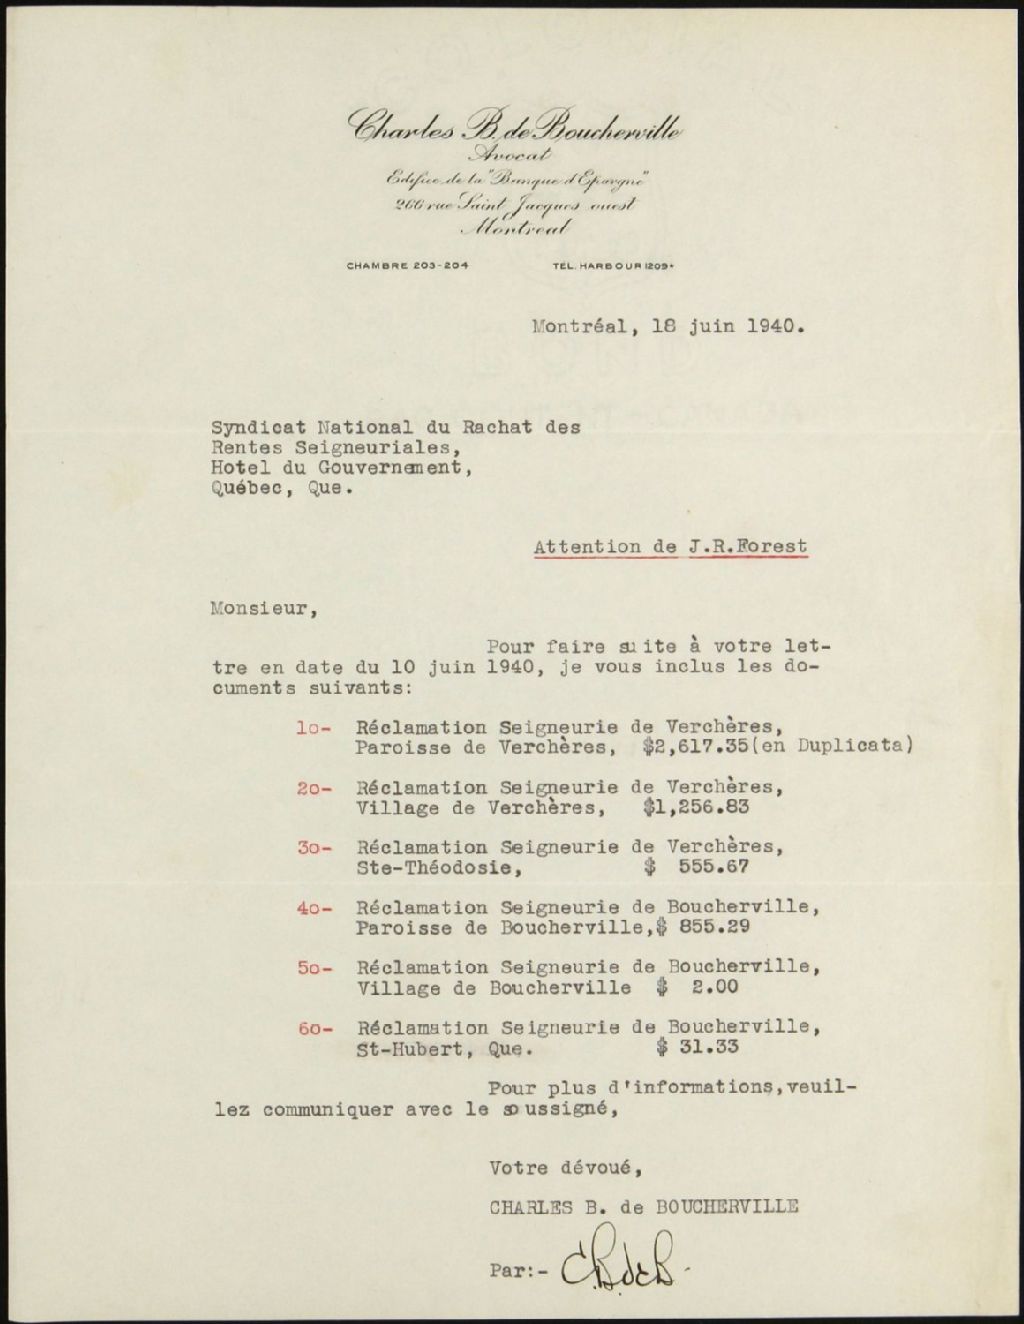 Charles B. de Boucherville
Avocat
Edifice de la "Banque d'Epargne"
266 rue Saint Jacques ouest
Montreal
CHAMBRE 203-204 TEL. HARBOUR 1209*
Montréal, 18 juin 1940.
Syndicat National du Rachat des
Rentes Seigneuriales,
Hotel du Gouvernement,
Québec, Que.
Attention de J.R.Forest
Monsieur,
Pour faire suite à votre let-
tre en date du 10 juin 1940, je vous inclus les do-
cuments suivants:
1o- Réclamation Seigneurie de Verchères,
Paroisse de Verchères, $2,617.35(en Duplicata)
2o- Réclamation Seigneurie de Verchères,
Village de Verchères, $1,256.83
3o- Réclamation Seigneurie de Verchères,
Ste-Théodosie, $ 555.67
4o- Réclamation Seigneurie de Boucherville,
Paroisse de Boucherville,$ 855.29
5o- Réclamation Seigneurie de Boucherville,
Village de Boucherville $ 2.00
6o- Réclamation Seigneurie de Boucherville,
St-Hubert, Que. $ 31.33
Pour plus d'informations,veuil-
lez communiquer avec le soussigné,
Votre dévoué,
CHARLES B. de BOUCHERVILLE
Par:- CBdeB.